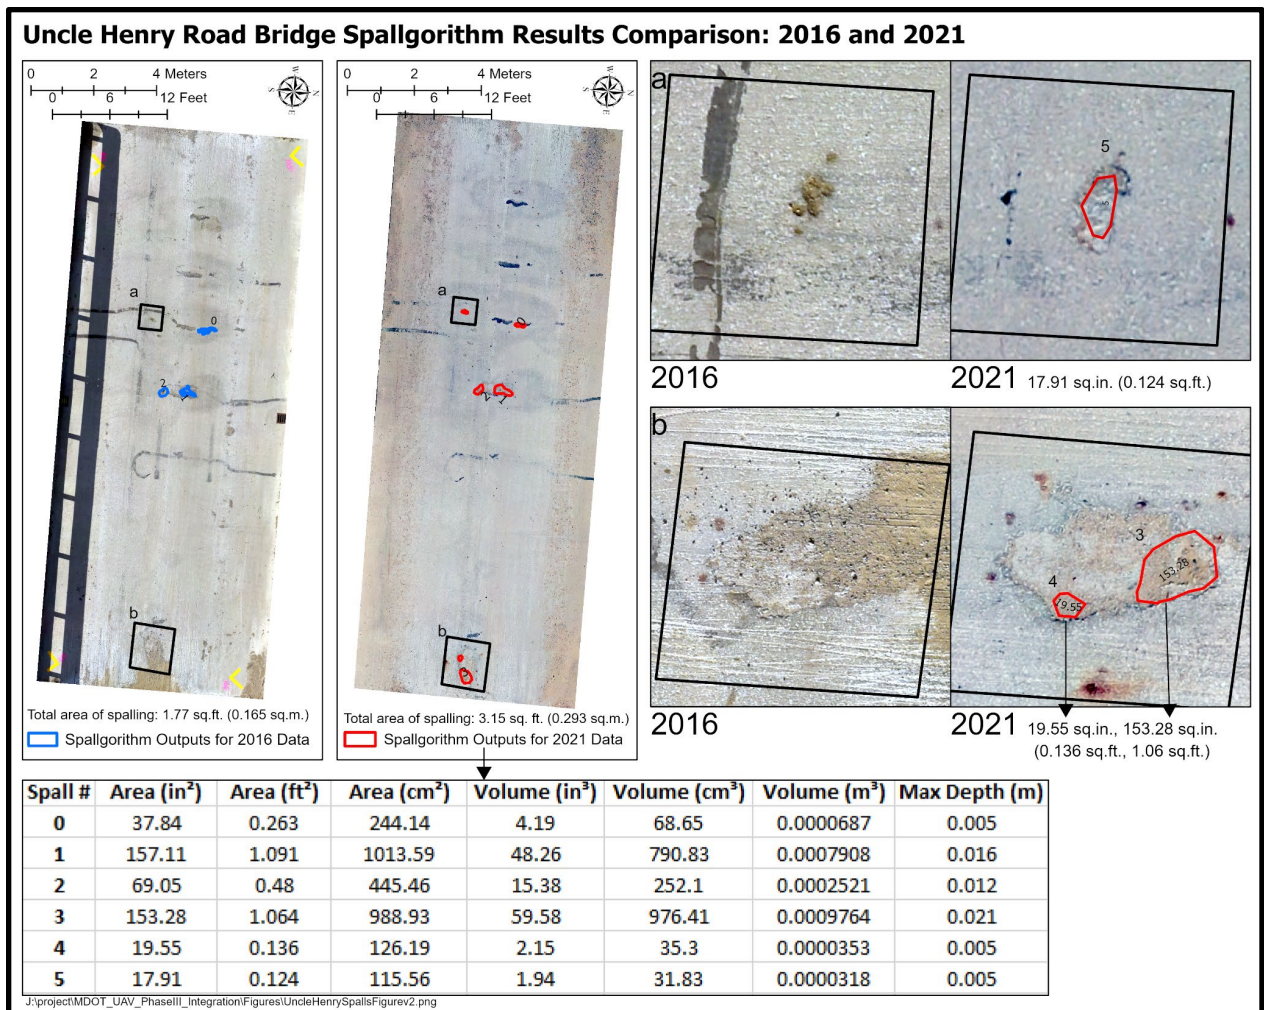 Uncle Henry Road Bridge Spallgorithm Results Comparison: 2016 and 2021
0 2 4 Meters
0 6 12 Feet
W
S N
E
a
0
2
1
b
Total area of spalling: 1.77 sq.ft. (0.165 sq.m.)
Spallgorithm Outputs for 2016 Data
0 2 4 Meters
0 6 12 Feet
W
S N
E
a
0
2 1
b
3
Total area of spalling: 3.15 sq. ft. (0.293 sq.m.)
Spallgorithm Outputs for 2021 Data
a
5
2016
2021 17.91 sq.in. (0.124 sq.ft.)
b
3
153.28
4
19.55
2016
2021 19.55 sq.in., 153.28 sq.in.
(0.136 sq.ft., 1.06 sq.ft.)
Spall # Area (in²) Area (ft²) Area (cm²) Volume (in³) Volume (cm³) Volume (m³) Max Depth (m)
0 37.84 0.263 244.14 4.19 68.65 0.0000687 0.005
1 157.11 1.091 1013.59 48.26 790.83 0.0007908 0.016
2 69.05 0.48 445.46 15.38 252.1 0.0002521 0.012
3 153.28 1.064 988.93 59.58 976.41 0.0009764 0.021
4 19.55 0.136 126.19 2.15 35.3 0.0000353 0.005
5 17.91 0.124 115.56 1.94 31.83 0.0000318 0.005
J:\project\MDOT_UAV_PhaseIII_Integration\Figures\UncleHenrySpallsFigurev2.png